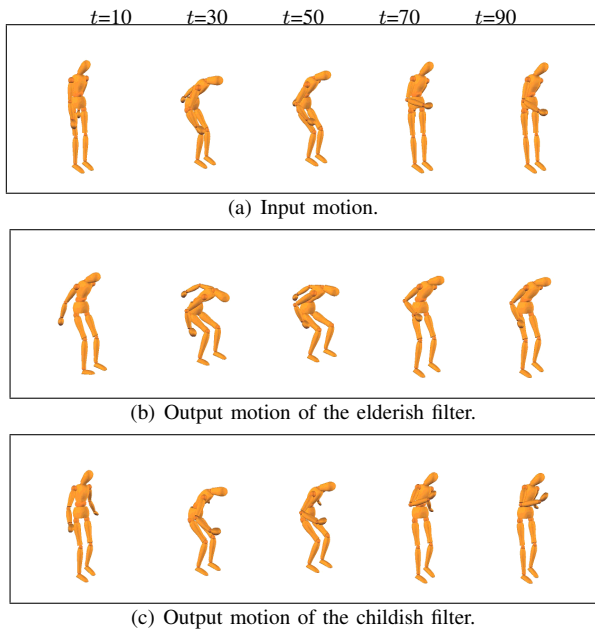 t=10 t=30 t=50 t=70 t=90
(a) Input motion.
(b) Output motion of the elderish filter.
(c) Output motion of the childish filter.